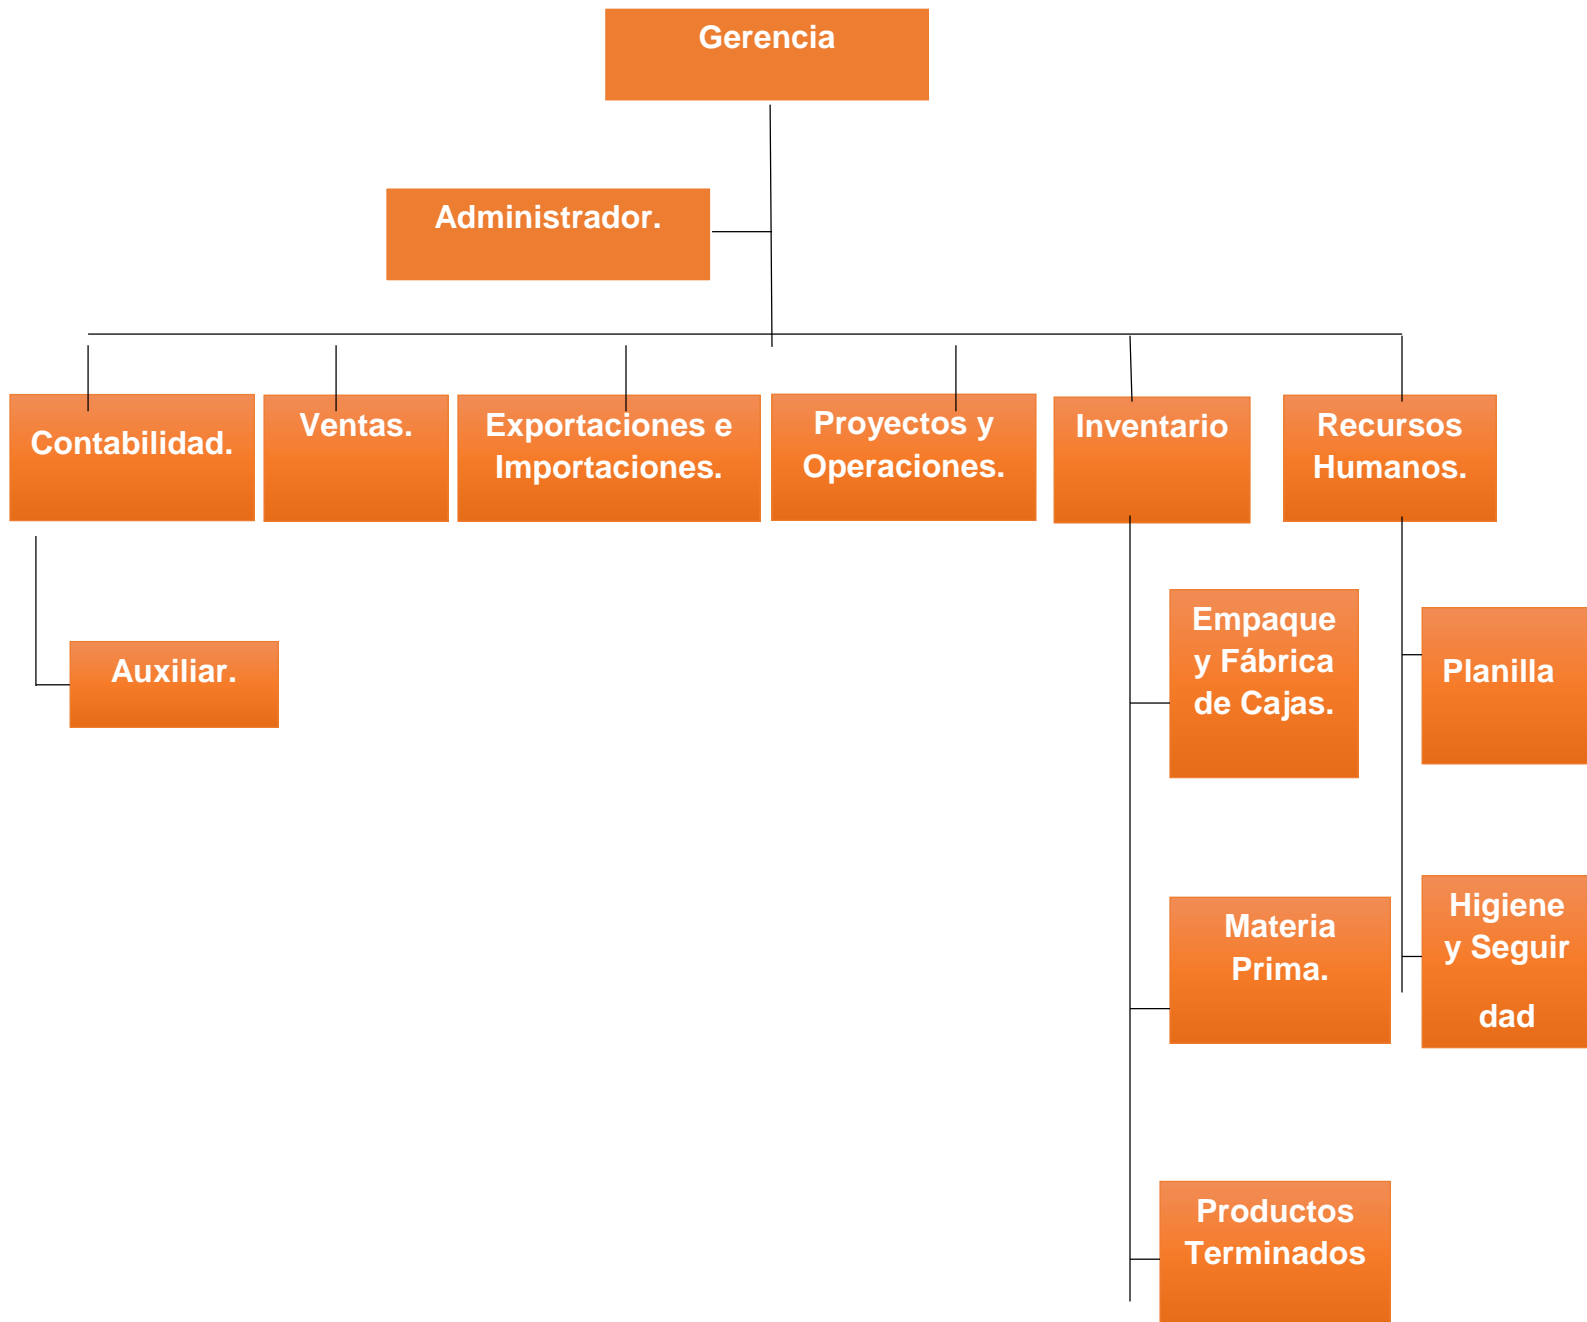 Gerencia
Administrador.
Contabilidad.
Ventas.
Exportaciones e
Importaciones.
Proyectos y
Operaciones.
Inventario
Recursos
Humanos.
Auxiliar.
Empaque
y Fábrica
de Cajas.
Planilla
Materia
Prima.
Higiene
y Seguir
dad
Productos
Terminados